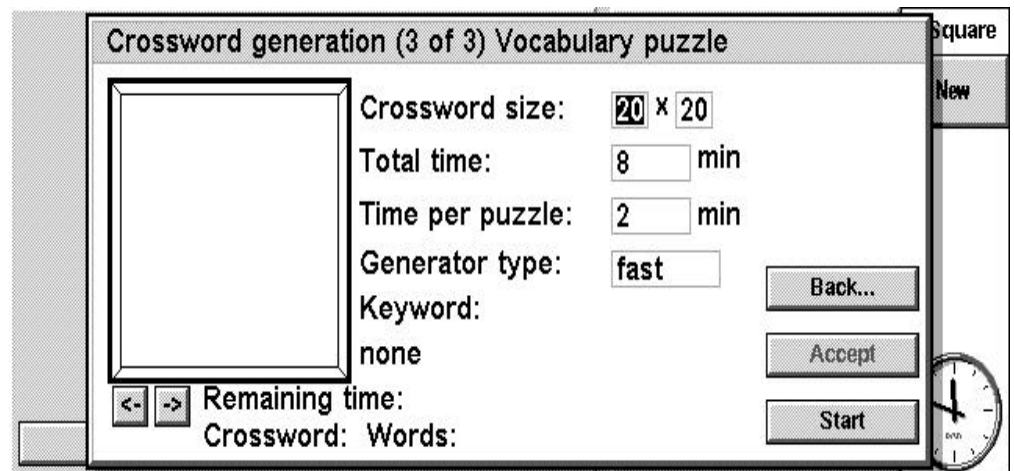 Crossword generation (3 of 3) Vocabulary puzzle
Square
New
Crossword size: 20 x 20
Total time: 8 min
Time per puzzle: 2 min
Generator type: fast
Keyword:
none
Back...
Accept
Start
<- -> Remaining time:
Crossword: Words: